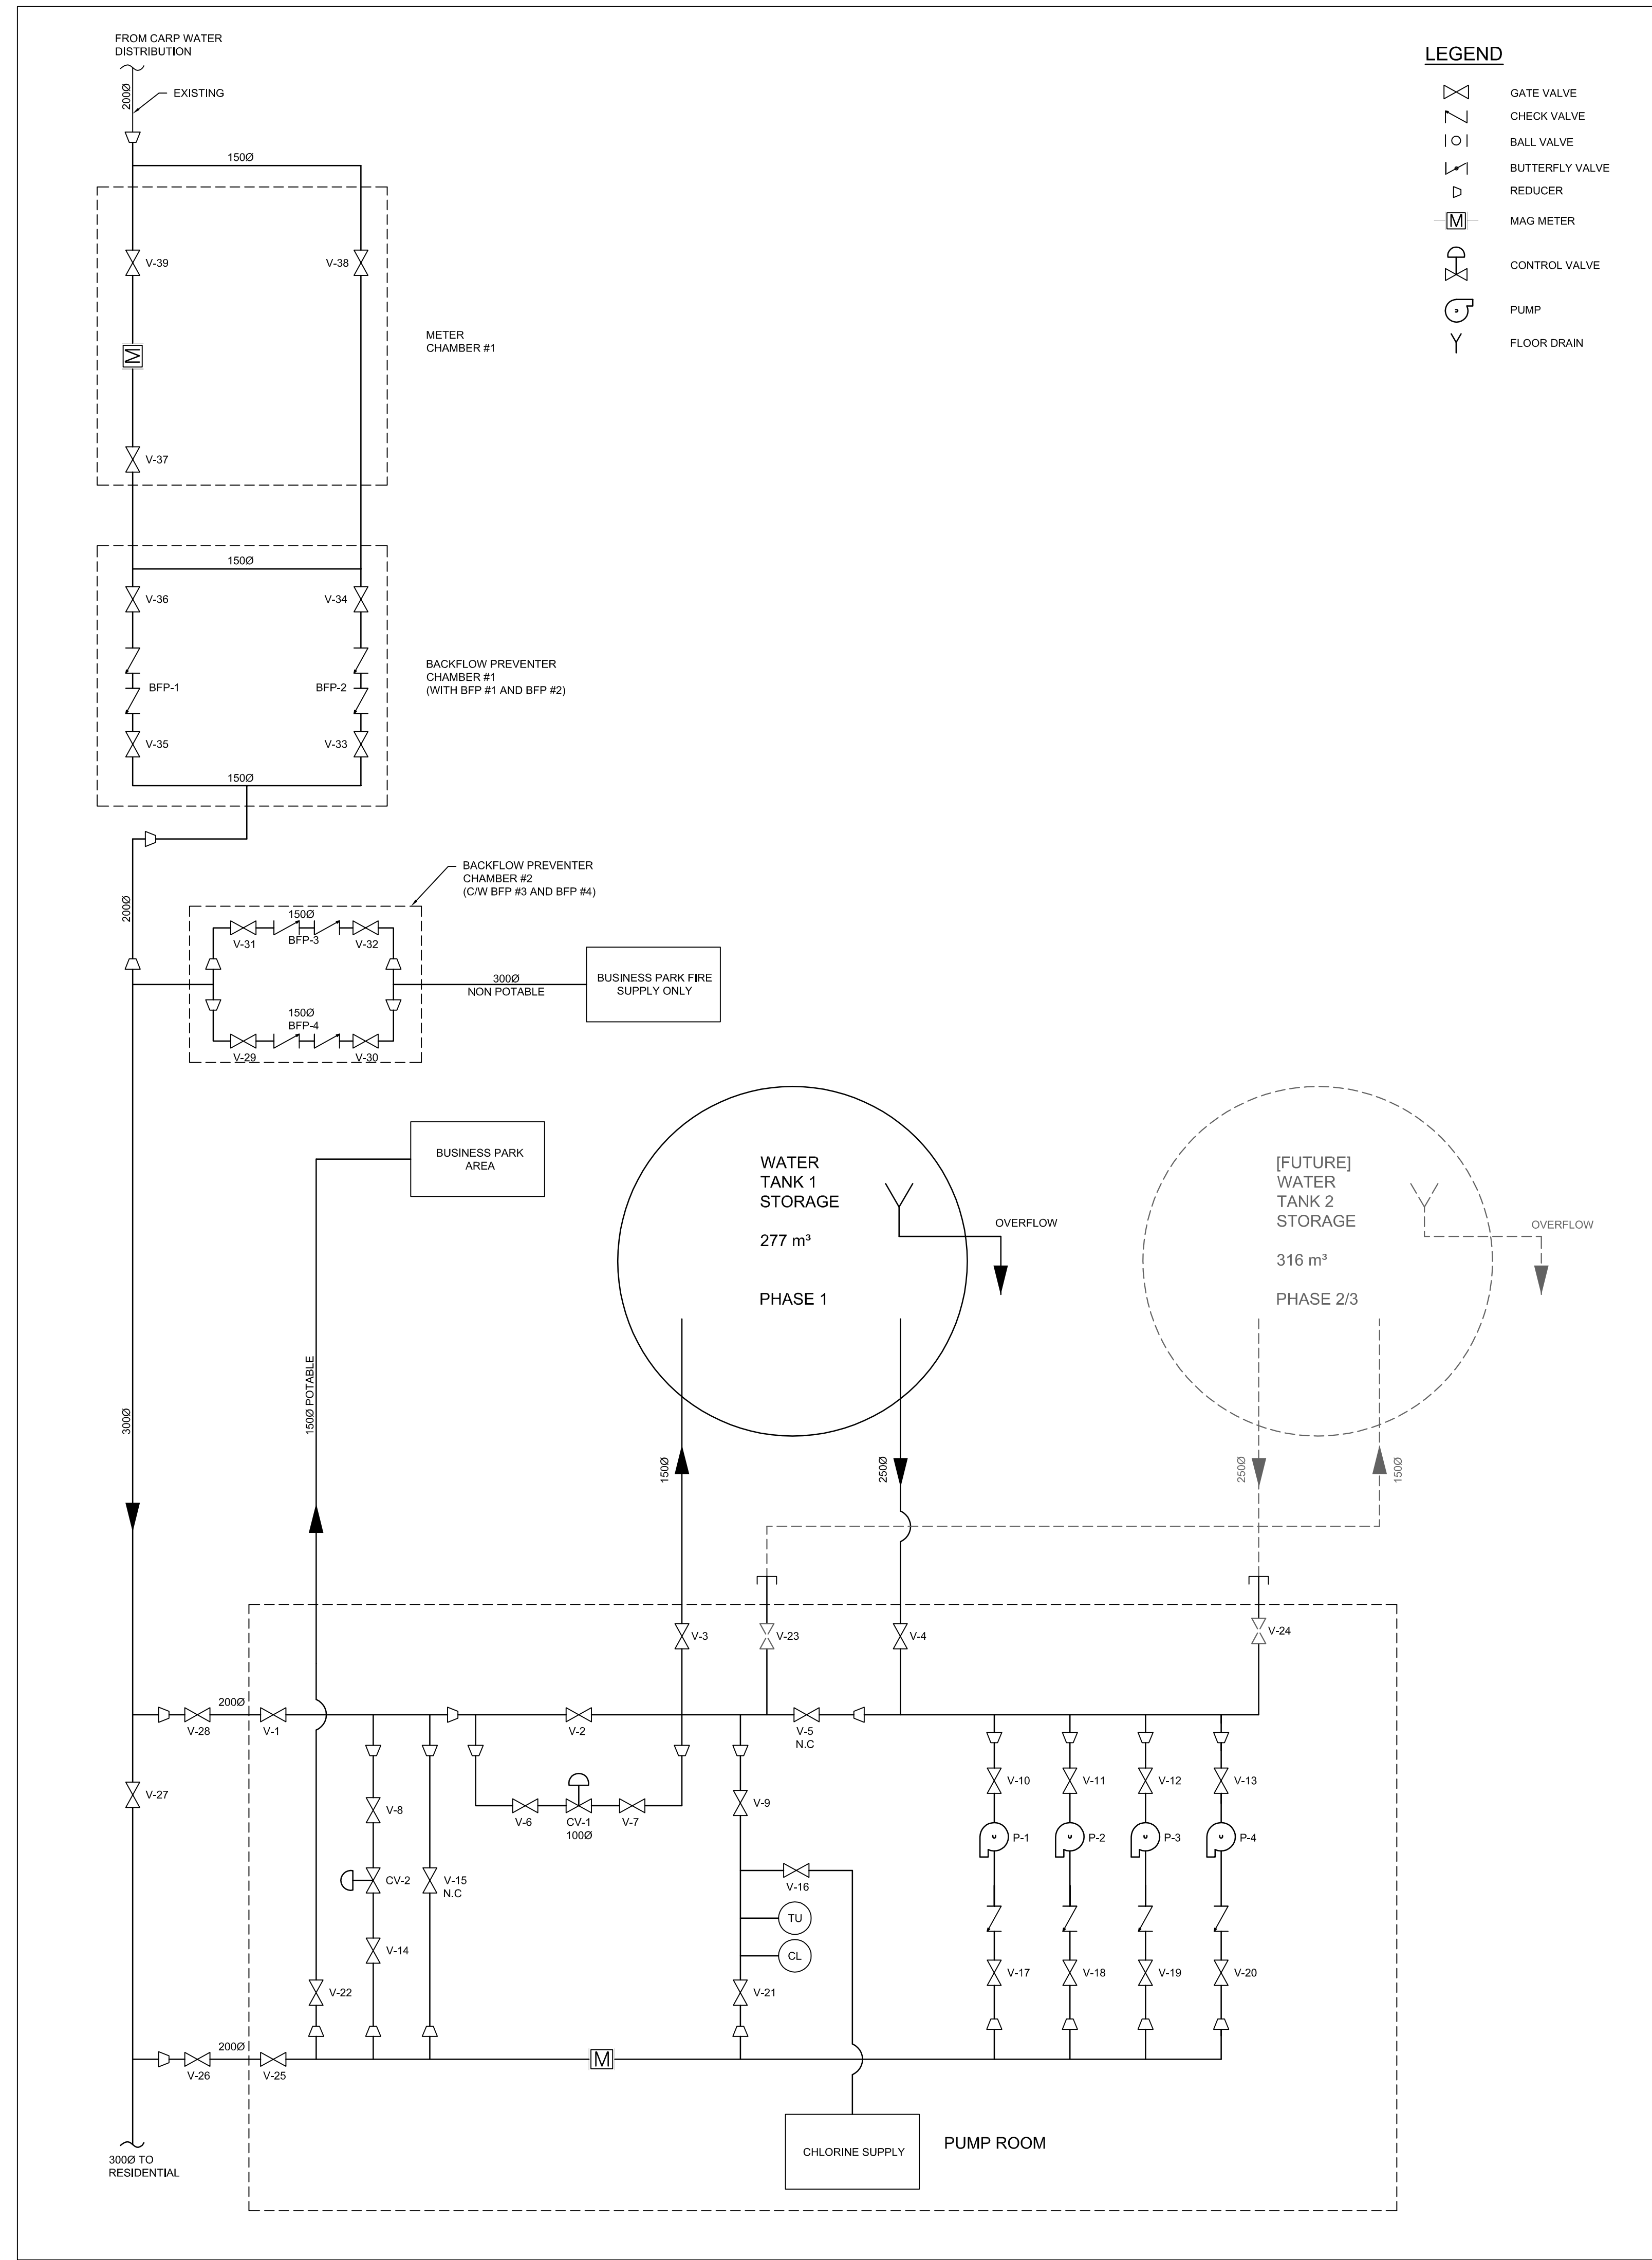 FROM CARP WATER
DISTRIBUTION
200Ø
EXISTING
150Ø
V-39
V-38
M
METER
CHAMBER #1
V-37
150Ø
V-36
V-34
BFP-1
BFP-2
BACKFLOW PREVENTER
CHAMBER #1
(WITH BFP #1 AND BFP #2)
V-35
V-33
150Ø
LEGEND
GATE VALVE
CHECK VALVE
BALL VALVE
BUTTERFLY VALVE
REDUCER
M
MAG METER
CONTROL VALVE
PUMP
FLOOR DRAIN
200Ø
BACKFLOW PREVENTER
CHAMBER #2
(C/W BFP #3 AND BFP #4)
150Ø
V-31
BFP-3
V-32
300Ø
NON POTABLE
BUSINESS PARK FIRE
SUPPLY ONLY
150Ø
BFP-4
V-29
V-30
BUSINESS PARK
AREA
300Ø
150Ø POTABLE
WATER
TANK 1
STORAGE
277 m³
PHASE 1
OVERFLOW
150Ø
250Ø
[FUTURE]
WATER
TANK 2
STORAGE
316 m³
PHASE 2/3
OVERFLOW
250Ø
150Ø
V-3
V-23
V-4
V-24
200Ø
V-28
V-1
V-2
V-5
N.C
V-27
V-8
V-6
CV-1
100Ø
V-7
V-9
V-10
V-11
V-12
V-13
P-1
P-2
P-3
P-4
CV-2
V-15
N.C
V-16
TU
CL
V-14
V-22
V-21
V-17
V-18
V-19
V-20
200Ø
V-26
V-25
M
CHLORINE SUPPLY
PUMP ROOM
300Ø TO
RESIDENTIAL